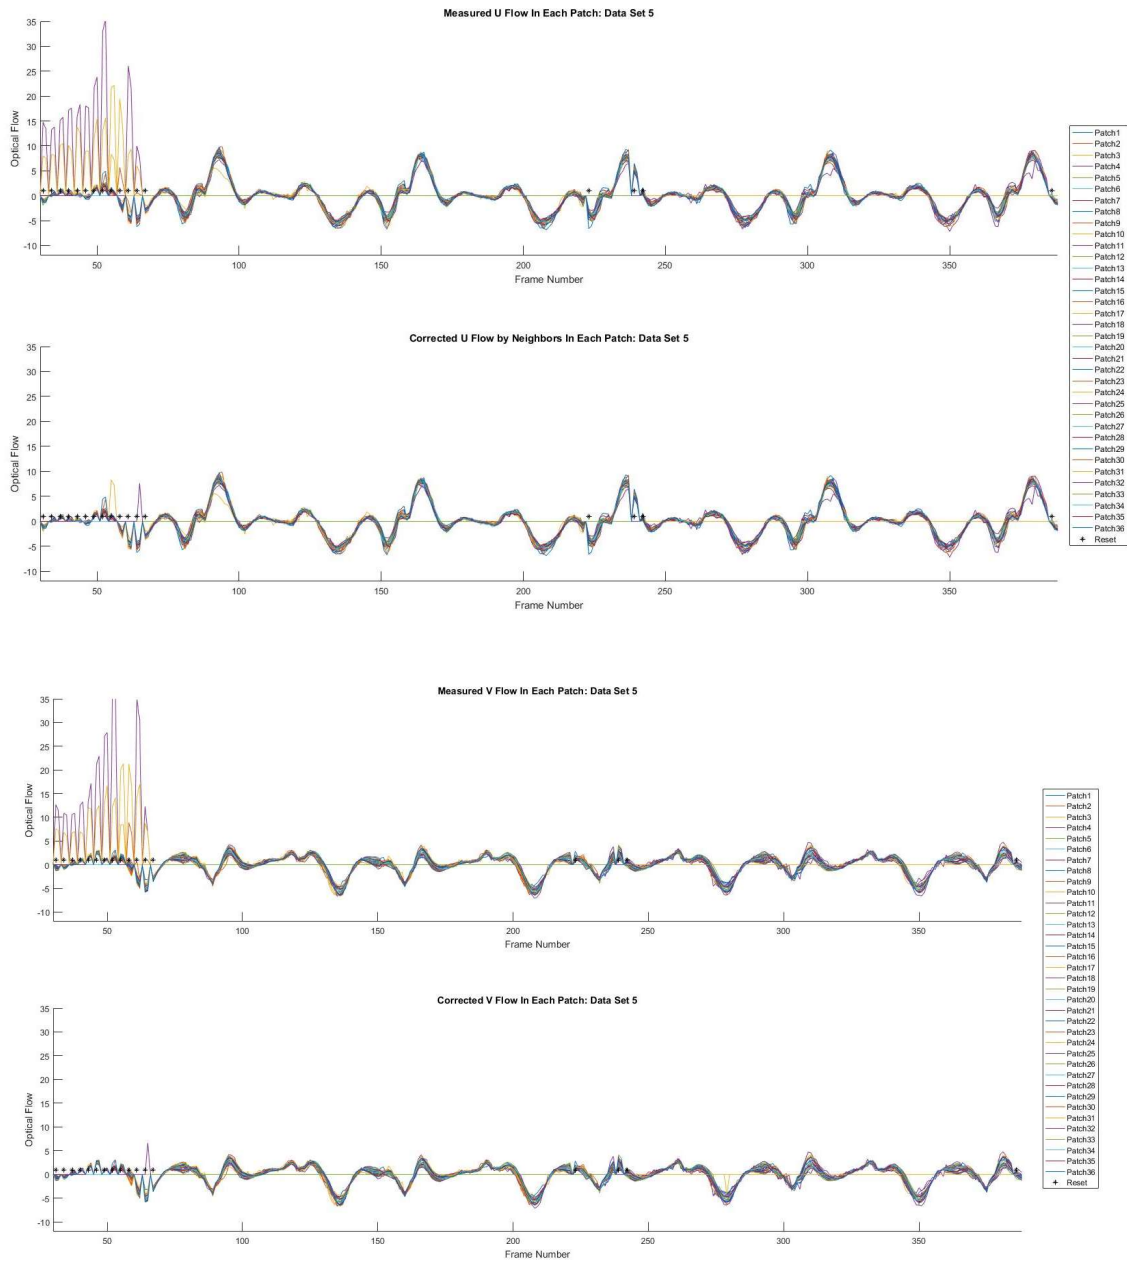 Measured U Flow In Each Patch: Data Set 5
35
30
25
20
15
10
5
0
-5
-10
Optical Flow
50
100
150
200
250
300
350
Frame Number
Corrected U Flow by Neighbors In Each Patch: Data Set 5
35
30
25
20
15
10
5
0
-5
-10
Optical Flow
50
100
150
200
250
300
350
Frame Number
Patch1
Patch2
Patch3
Patch4
Patch5
Patch6
Patch7
Patch8
Patch9
Patch10
Patch11
Patch12
Patch13
Patch14
Patch15
Patch16
Patch17
Patch18
Patch19
Patch20
Patch21
Patch22
Patch23
Patch24
Patch25
Patch26
Patch27
Patch28
Patch29
Patch30
Patch31
Patch32
Patch33
Patch34
Patch35
Patch36
Reset
Measured V Flow In Each Patch: Data Set 5
35
30
25
20
15
10
5
0
-5
-10
Optical Flow
50
100
150
200
250
300
350
Frame Number
Corrected V Flow In Each Patch: Data Set 5
35
30
25
20
15
10
5
0
-5
-10
Optical Flow
50
100
150
200
250
300
350
Frame Number
Patch1
Patch2
Patch3
Patch4
Patch5
Patch6
Patch7
Patch8
Patch9
Patch10
Patch11
Patch12
Patch13
Patch14
Patch15
Patch16
Patch17
Patch18
Patch19
Patch20
Patch21
Patch22
Patch23
Patch24
Patch25
Patch26
Patch27
Patch28
Patch29
Patch30
Patch31
Patch32
Patch33
Patch34
Patch35
Patch36
Reset